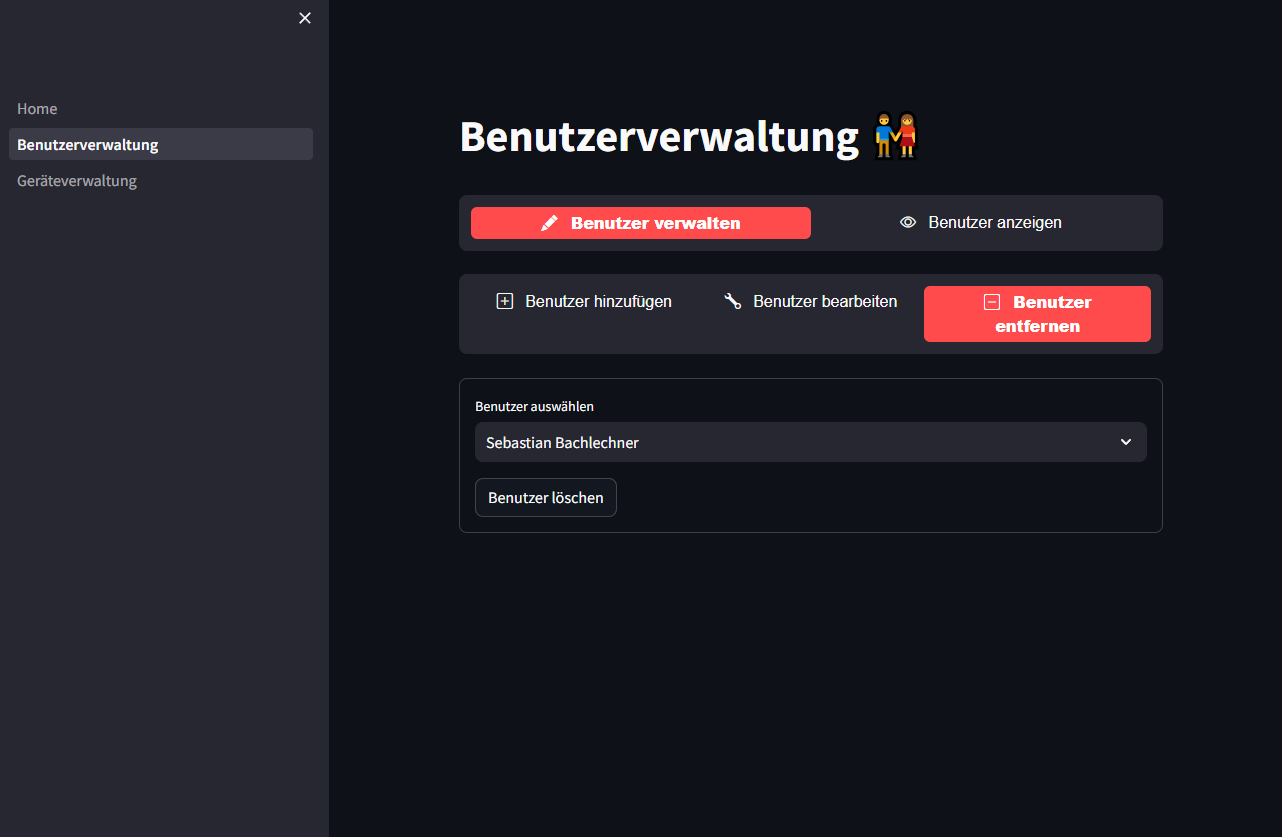 Home
Benutzerverwaltung
Geräteverwaltung
Benutzerverwaltung
Benutzer verwalten
Benutzer anzeigen
Benutzer hinzufügen
Benutzer bearbeiten
Benutzer
entfernen
Benutzer auswählen
Sebastian Bachlechner
Benutzer löschen